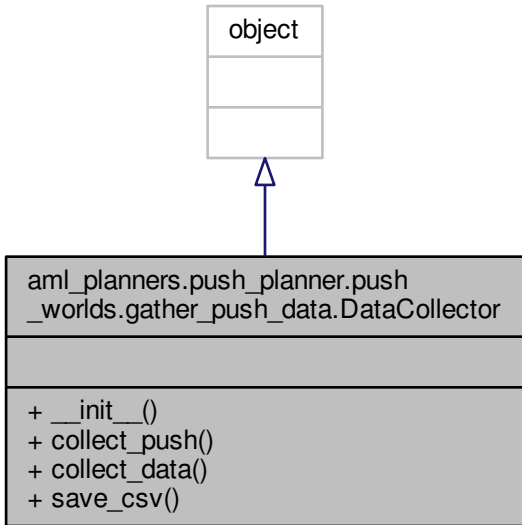 object
aml_planners.push_planner.push
_worlds.gather_push_data.DataCollector
+ __init__()
+ collect_push()
+ collect_data()
+ save_csv()